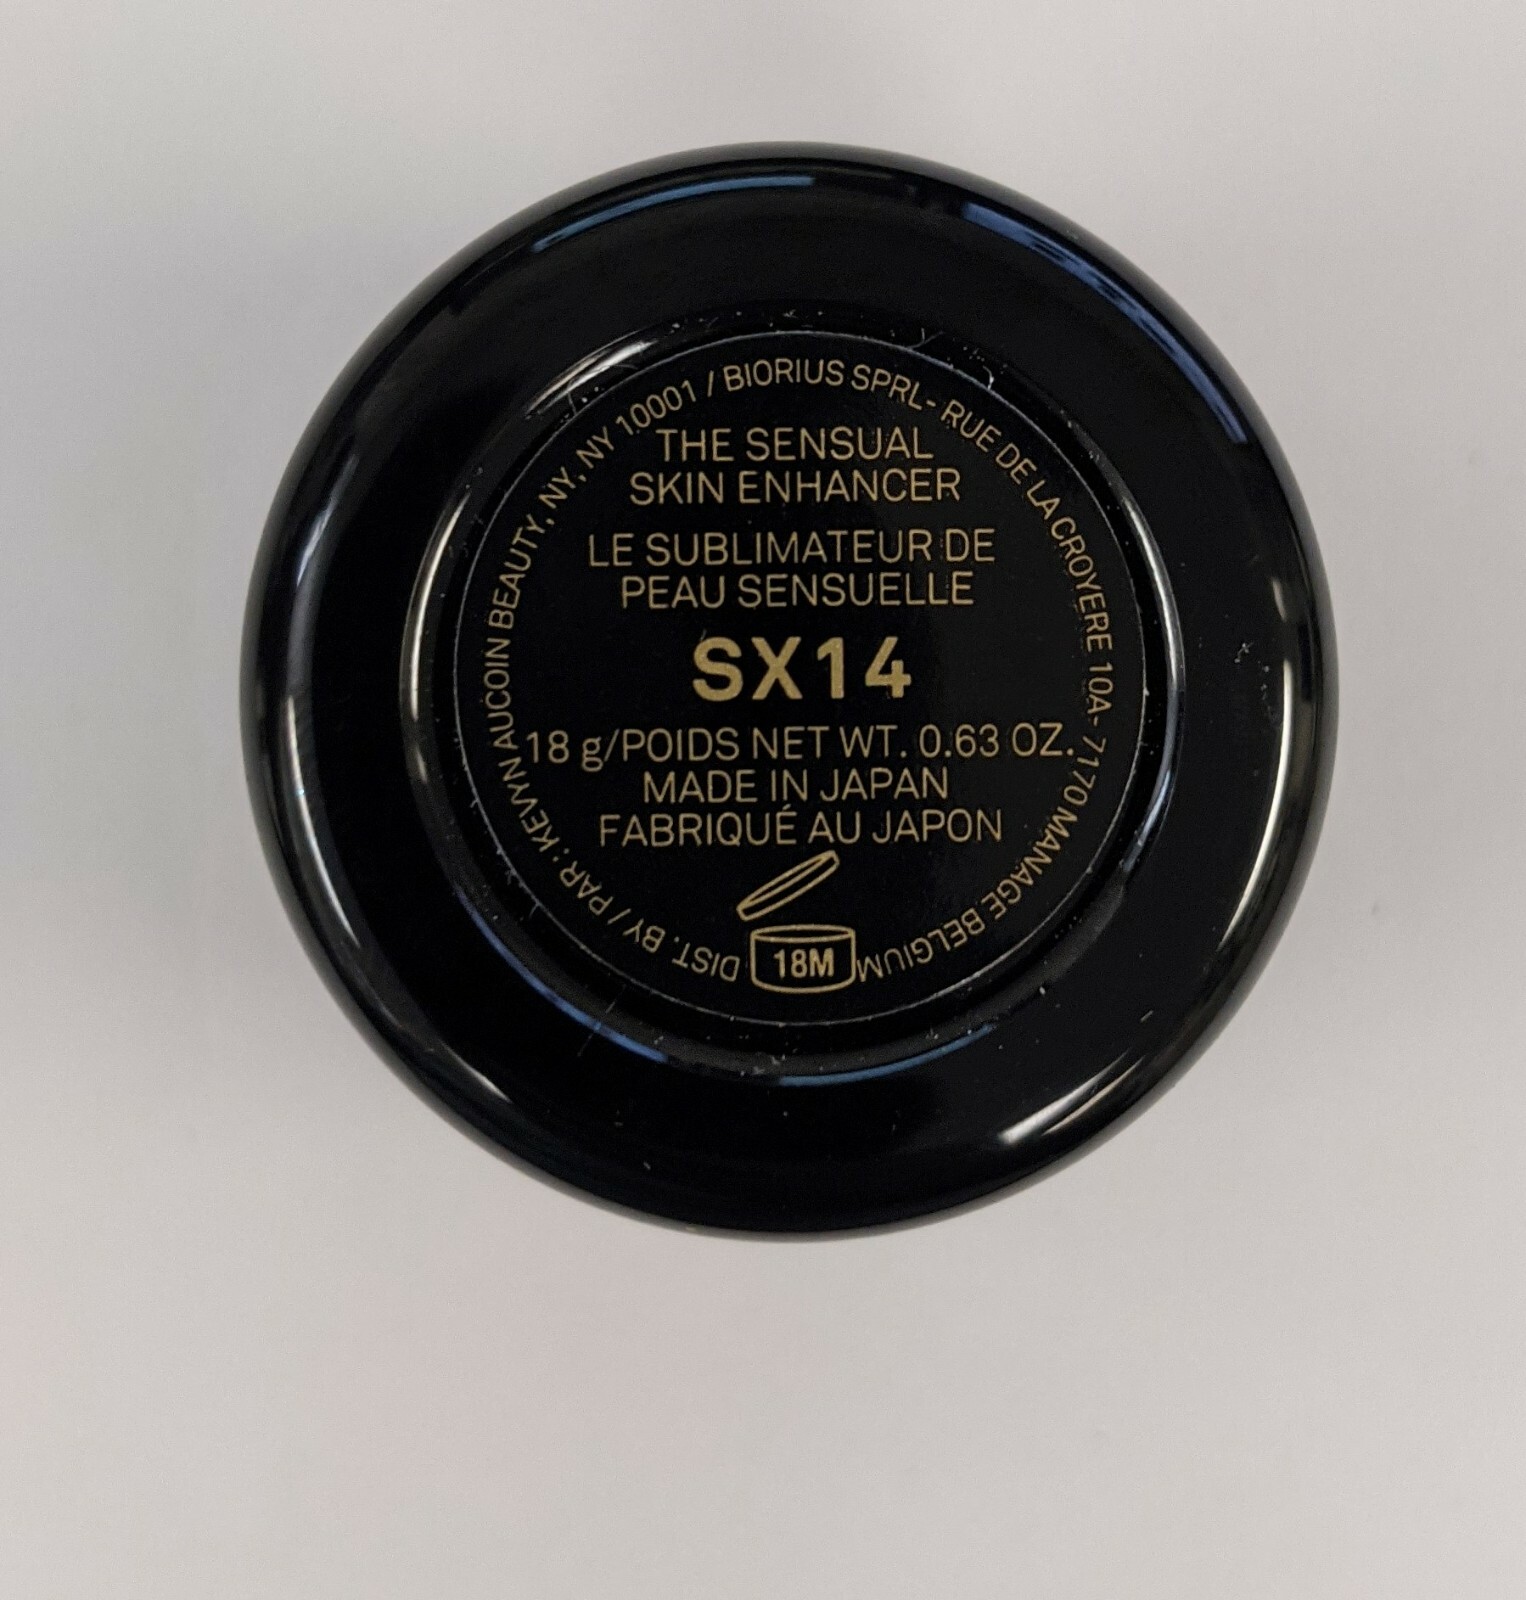 THE SENSUAL
SKIN ENHANCER
LE SUBLIMATEUR DE
PEAU SENSUELLE
SX14
18 g/POIDS NET WT. 0.63 OZ.
MADE IN JAPAN
FABRIQUÉ AU JAPON
18M
DIST. BY / PAR : KEVYN AUCOIN BEAUTY, NY, NY 10001 / BIORIUS SPRL- RUE DE LA CROYERE 10A- 7170 MANAGE BELGIUM